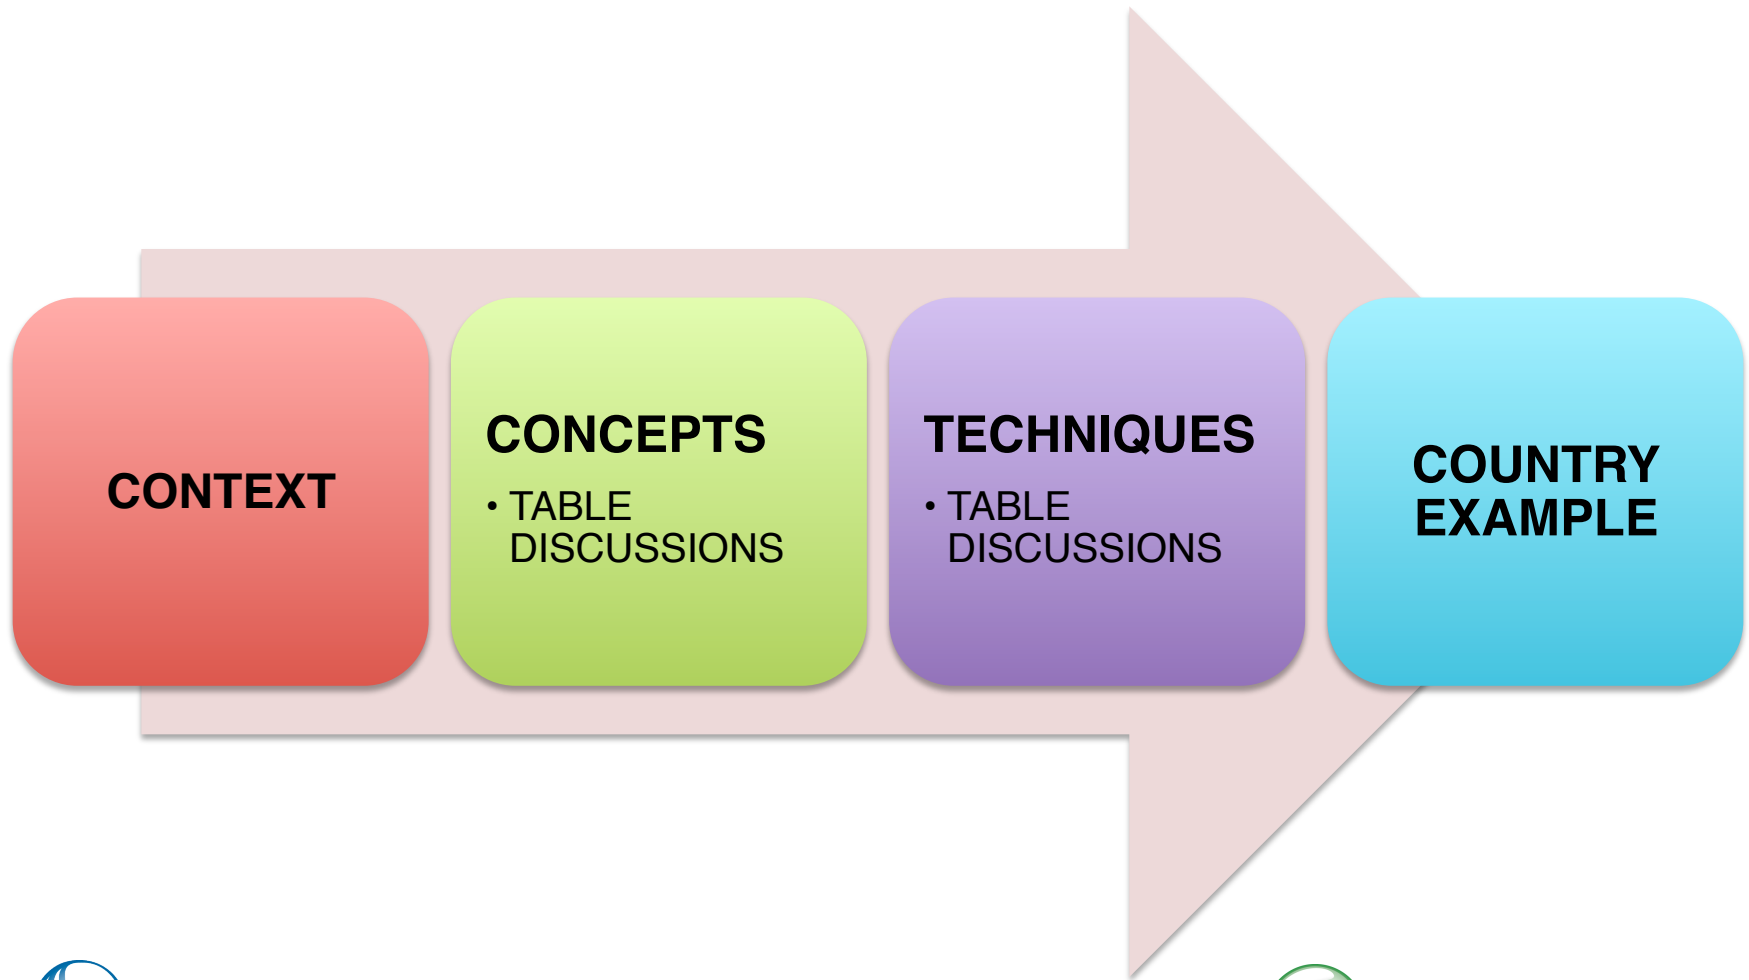 CONTEXT
CONCEPTS
• TABLE
DISCUSSIONS
TECHNIQUES
• TABLE
DISCUSSIONS
COUNTRY
EXAMPLE